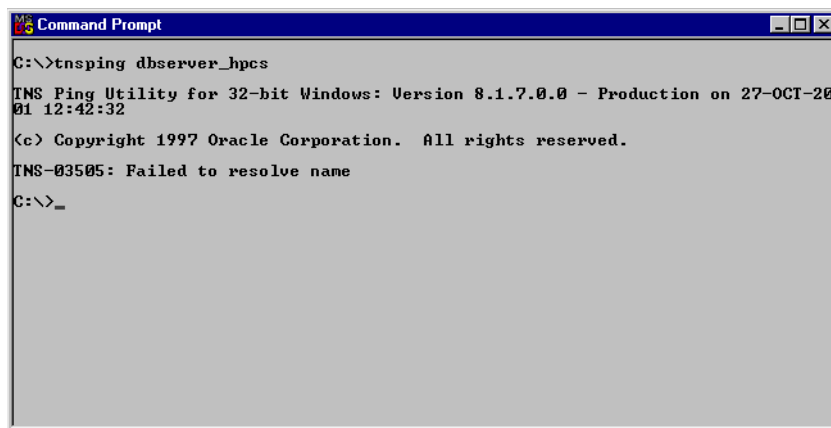 Command Prompt
C:\>tnsping dbserver_hpcs
TNS Ping Utility for 32-bit Windows: Version 8.1.7.0.0 - Production on 27-OCT-20
01 12:42:32
(c) Copyright 1997 Oracle Corporation.  All rights reserved.
TNS-03505: Failed to resolve name
C:\>_